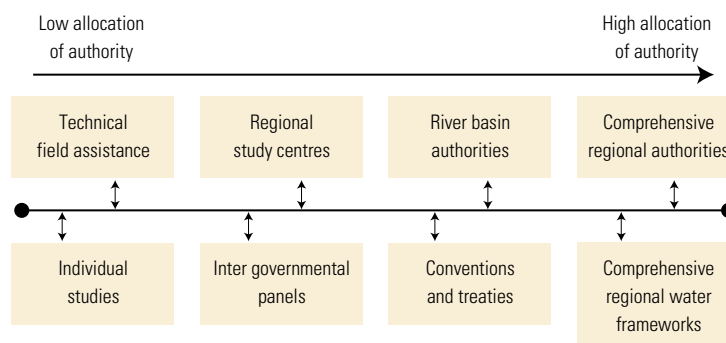 Low allocation
of authority
High allocation
of authority
Technical
field assistance
Regional
study centres
River basin
authorities
Comprehensive
regional authorities
Individual
studies
Inter governmental
panels
Conventions
and treaties
Comprehensive
regional water
frameworks